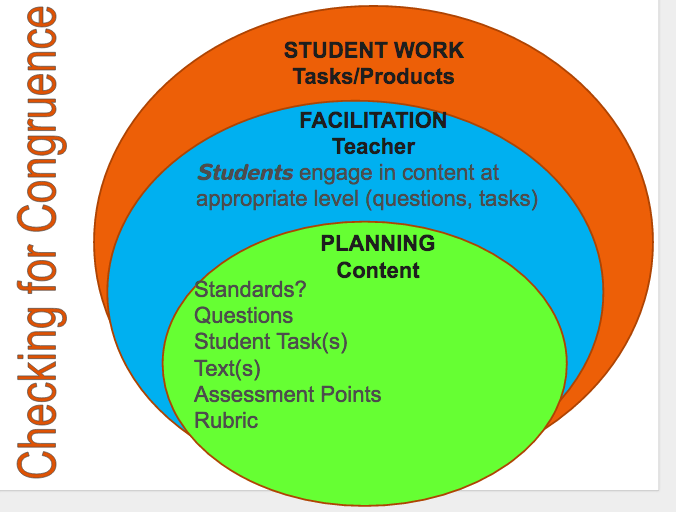 Checking for Congruence
STUDENT WORK
Tasks/Products
FACILITATION
Teacher
Students engage in content at
appropriate level (questions, tasks)
PLANNING
Content
Standards?
Questions
Student Task(s)
Text(s)
Assessment Points
Rubric